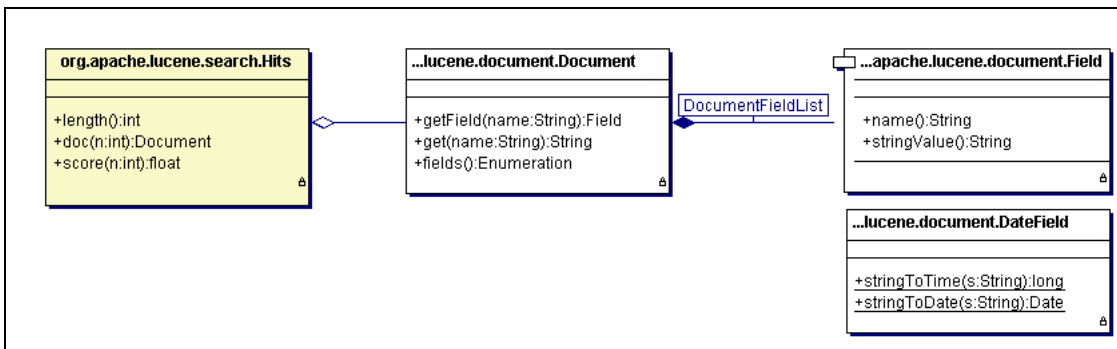 org.apache.lucene.search.Hits
+length():int
+doc(n:int):Document
+score(n:int):float
...lucene.document.Document
+getField(name:String):Field
+get(name:String):String
+fields():Enumeration
DocumentFieldList
...apache.lucene.document.Field
+name():String
+stringValue():String
...lucene.document.DateField
+stringToTime(s:String):long
+stringToDate(s:String):Date